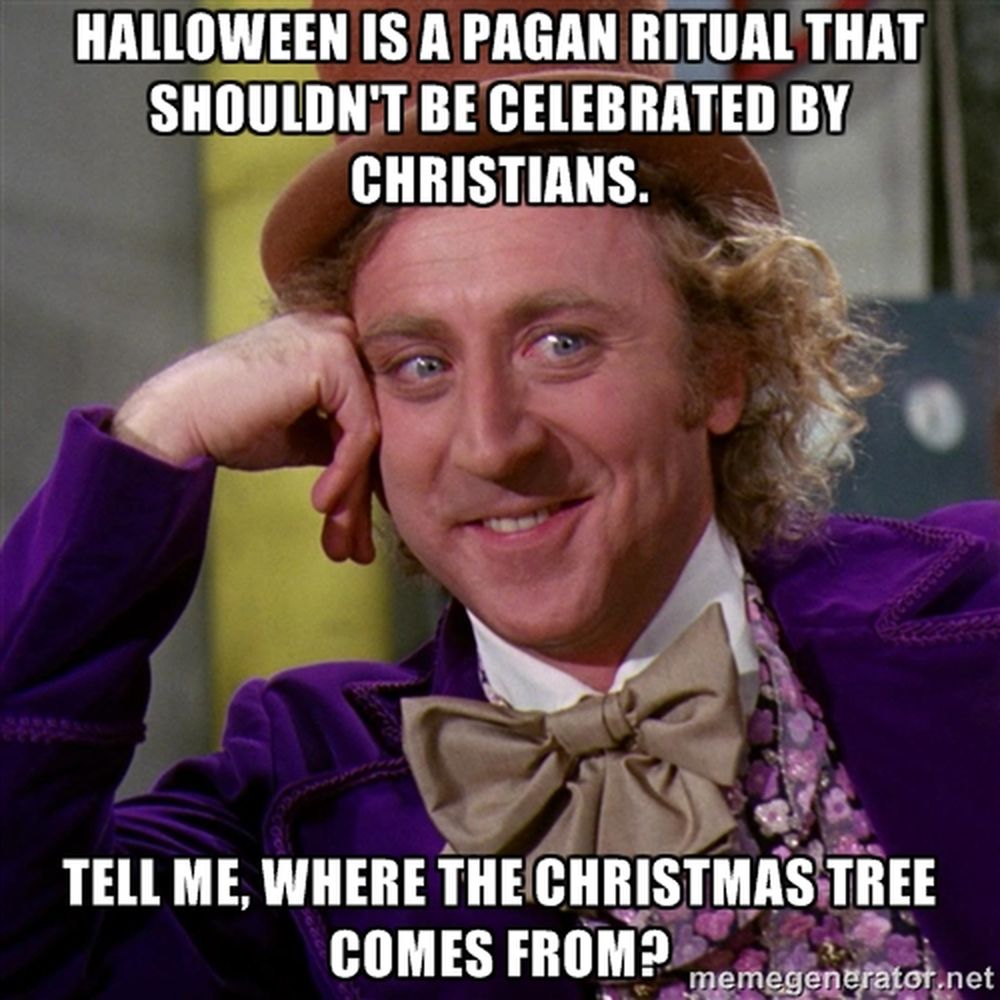 HALLOWEEN IS A PAGAN RITUAL THAT
SHOULDN'T BE CELEBRATED BY
CHRISTIANS.
TELL ME, WHERE THE CHRISTMAS TREE
COMES FROM?
memegenerator.net